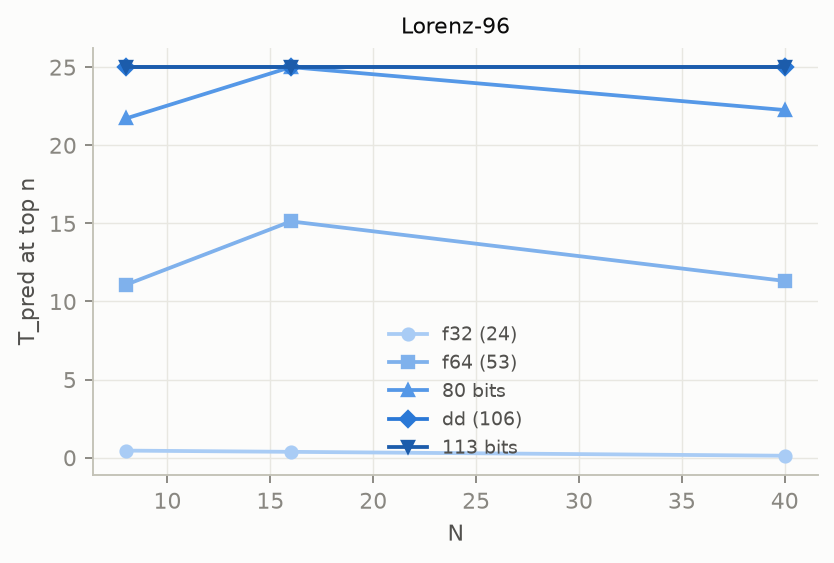 Lorenz-96
T_pred at top n
25
20
15
10
5
0
f32 (24)
f64 (53)
80 bits
dd (106)
113 bits
10 15 20 25 30 35 40
N